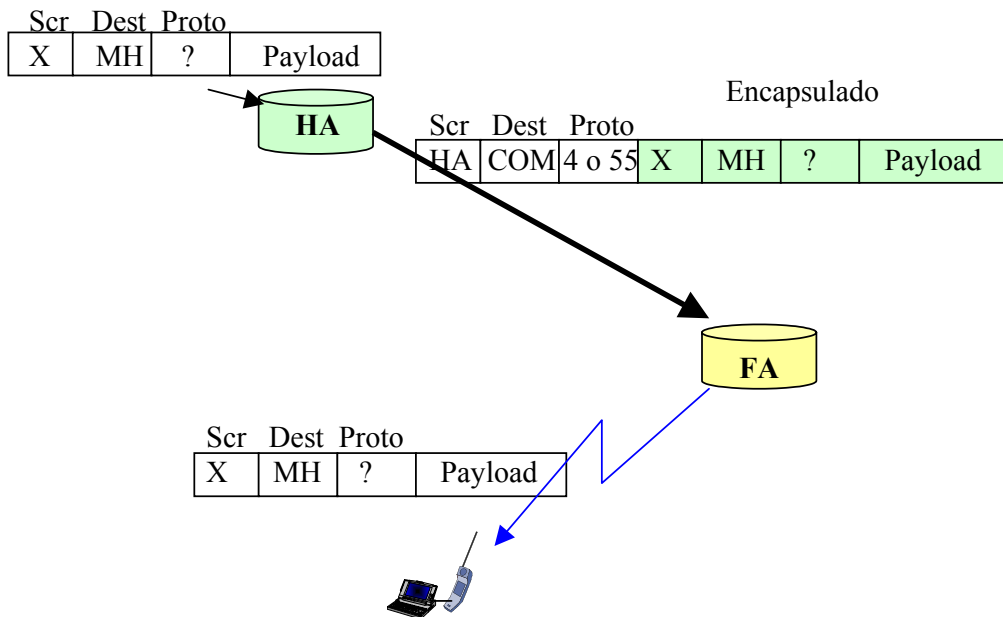 Scr Dest Proto
X MH ? Payload
HA
Encapsulado
Scr Dest Proto
HA COM 4 o 55 X MH ? Payload
FA
Scr Dest Proto
X MH ? Payload